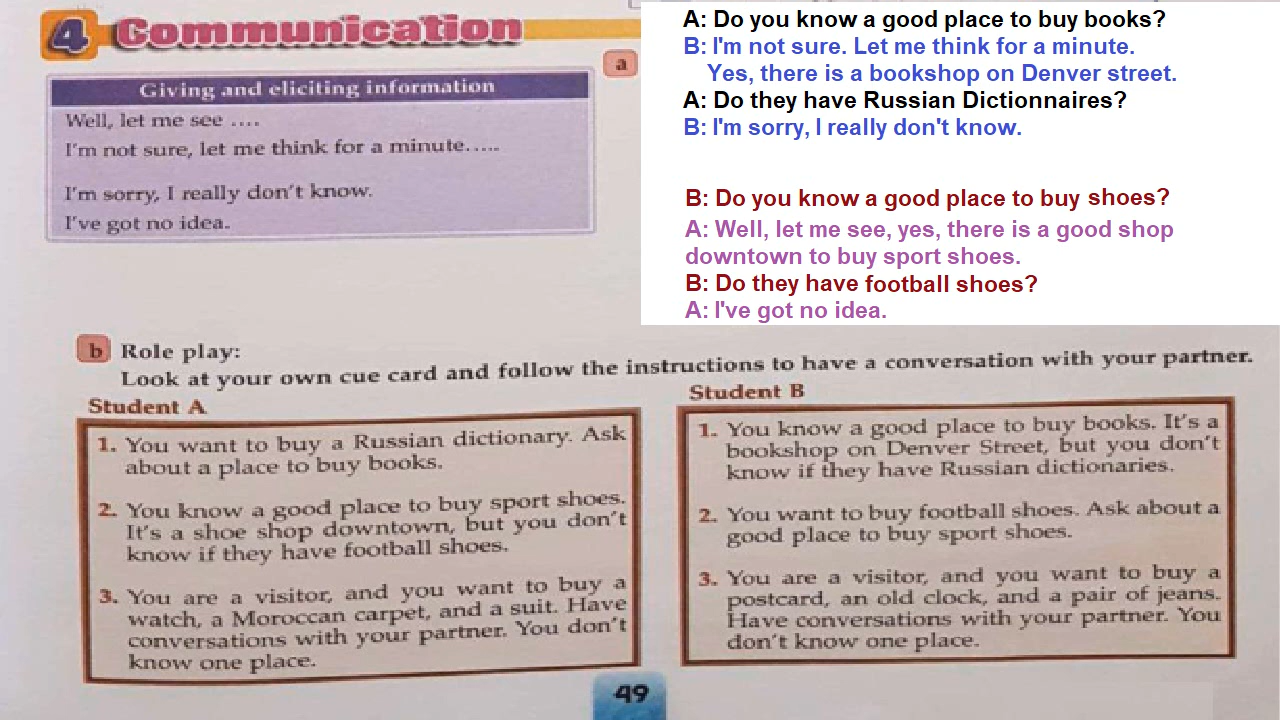 4 Communication
a
Giving and eliciting information
Well, let me see ....
I'm not sure, let me think for a minute.....
I'm sorry, I really don't know.
I've got no idea.
A: Do you know a good place to buy books?
B: I'm not sure. Let me think for a minute.
Yes, there is a bookshop on Denver street.
A: Do they have Russian Dictionnaires?
B: I'm sorry, I really don't know.
B: Do you know a good place to buy shoes?
A: Well, let me see, yes, there is a good shop
downtown to buy sport shoes.
B: Do they have football shoes?
A: I've got no idea.
b Role play:
Look at your own cue card and follow the instructions to have a conversation with your partner.
Student A
1. You want to buy a Russian dictionary. Ask
about a place to buy books.
2. You know a good place to buy sport shoes.
It's a shoe shop downtown, but you don't
know if they have football shoes.
3. You are a visitor, and you want to buy a
watch, a Moroccan carpet, and a suit. Have
conversations with your partner. You don't
know one place.
Student B
1. You know a good place to buy books. It's a
bookshop on Denver Street, but you don't
know if they have Russian dictionaries.
2. You want to buy football shoes. Ask about a
good place to buy sport shoes.
3. You are a visitor, and you want to buy a
postcard, an old clock, and a pair of jeans.
Have conversations with your partner. You
don't know one place.
49